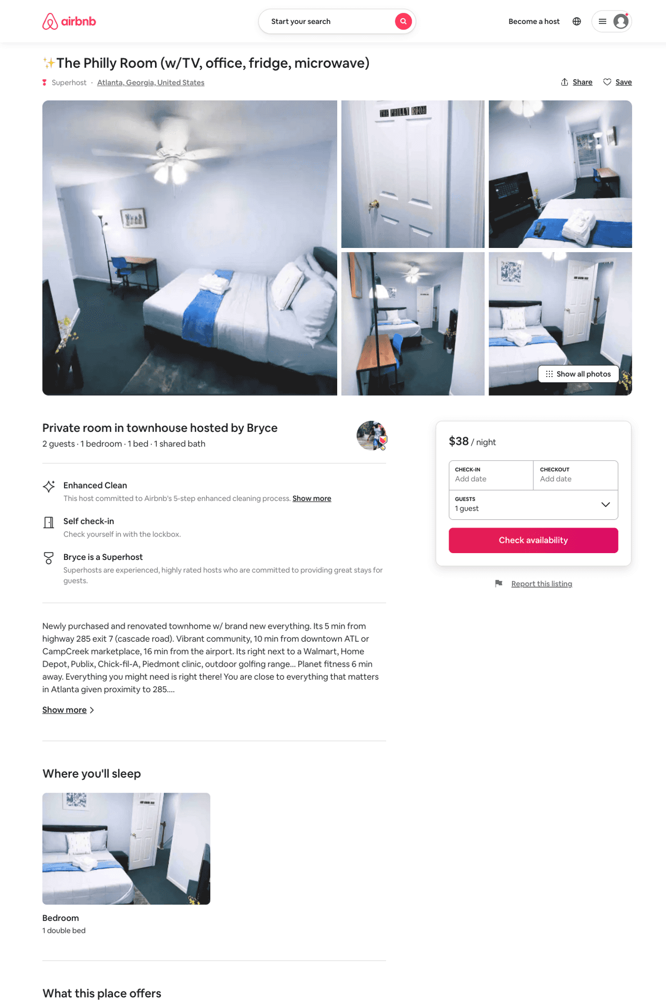 airbnb
Start your search
Become a host
✨The Philly Room (w/TV, office, fridge, microwave)
Superhost · Atlanta, Georgia, United States
Share
Save
THE PHILLY ROOM
Show all photos
Private room in townhouse hosted by Bryce
2 guests · 1 bedroom · 1 bed · 1 shared bath
$38 / night
CHECK-IN
Add date
CHECKOUT
Add date
GUESTS
1 guest
Check availability
Report this listing
Enhanced Clean
This host committed to Airbnb's 5-step enhanced cleaning process. Show more
Self check-in
Check yourself in with the lockbox.
Bryce is a Superhost
Superhosts are experienced, highly rated hosts who are committed to providing great stays for
guests.
Newly purchased and renovated townhome w/ brand new everything. Its 5 min from
highway 285 exit 7 (cascade road). Vibrant community, 10 min from downtown ATL or
CampCreek marketplace, 16 min from the airport. Its right next to a Walmart, Home
Depot, Publix, Chick-fil-A, Piedmont clinic, outdoor golfing range... Planet fitness 6 min
away. Everything you might need is right there! You are close to everything that matters
in Atlanta given proximity to 285....
Show more
Where you'll sleep
Bedroom
1 double bed
What this place offers